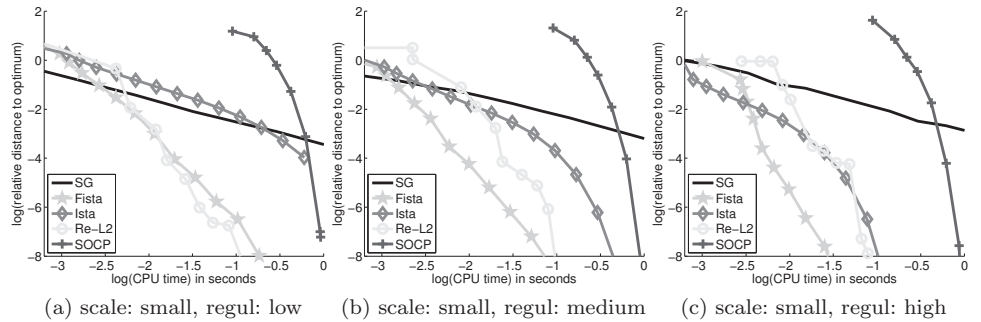 log(relative distance to optimum)
2
0
−2
−4
−6
−8
SG
Fista
Ista
Re−L2
SOCP
−3 −2.5 −2 −1.5 −1 −0.5 0
log(CPU time) in seconds
(a) scale: small, regul: low
log(relative distance to optimum)
2
0
−2
−4
−6
−8
SG
Fista
Ista
Re−L2
SOCP
−3 −2.5 −2 −1.5 −1 −0.5 0
log(CPU time) in seconds
(b) scale: small, regul: medium
log(relative distance to optimum)
2
0
−2
−4
−6
−8
SG
Fista
Ista
Re−L2
SOCP
−3 −2.5 −2 −1.5 −1 −0.5 0
log(CPU time) in seconds
(c) scale: small, regul: high